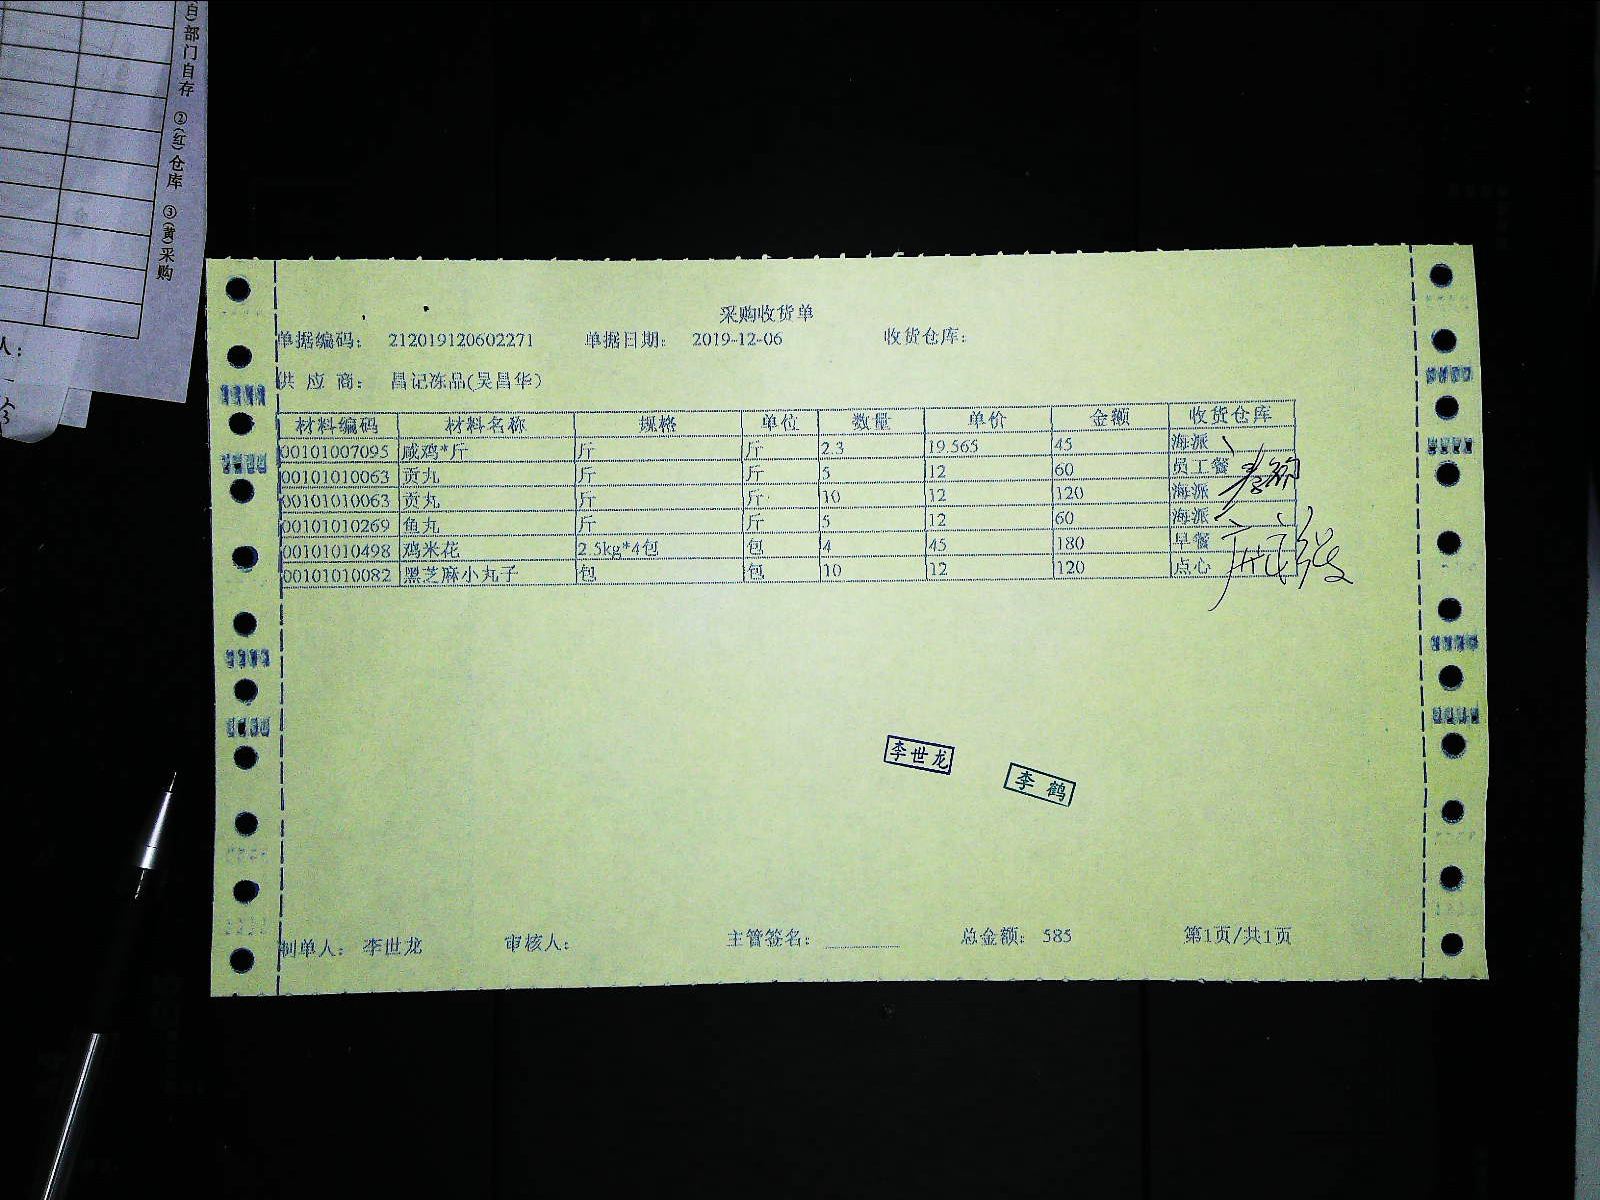 自)部门自存 ②(红)仓库 ③(黄)采购
人：
采购收货单
单据编码： 212019120602271 单据日期： 2019-12-06 收货仓库：
供 应 商： 昌记冻品(吴昌华)
材料编码 材料名称 规格 单位 数量 单价 金额 收货仓库
00101007095 咸鸡*斤 斤 斤 2.3 19.565 45 海派
00101010063 贡丸 斤 斤 5 12 60 员工餐
00101010063 贡丸 斤 斤 10 12 120 海派
00101010269 鱼丸 斤 斤 5 12 60 海派
00101010498 鸡米花 2.5kg*4包 包 4 45 180 早餐
00101010082 黑芝麻小丸子 包 包 10 12 120 点心
李世龙
李鹤
制单人： 李世龙 审核人： 主管签名： 总金额： 585 第1页/共1页